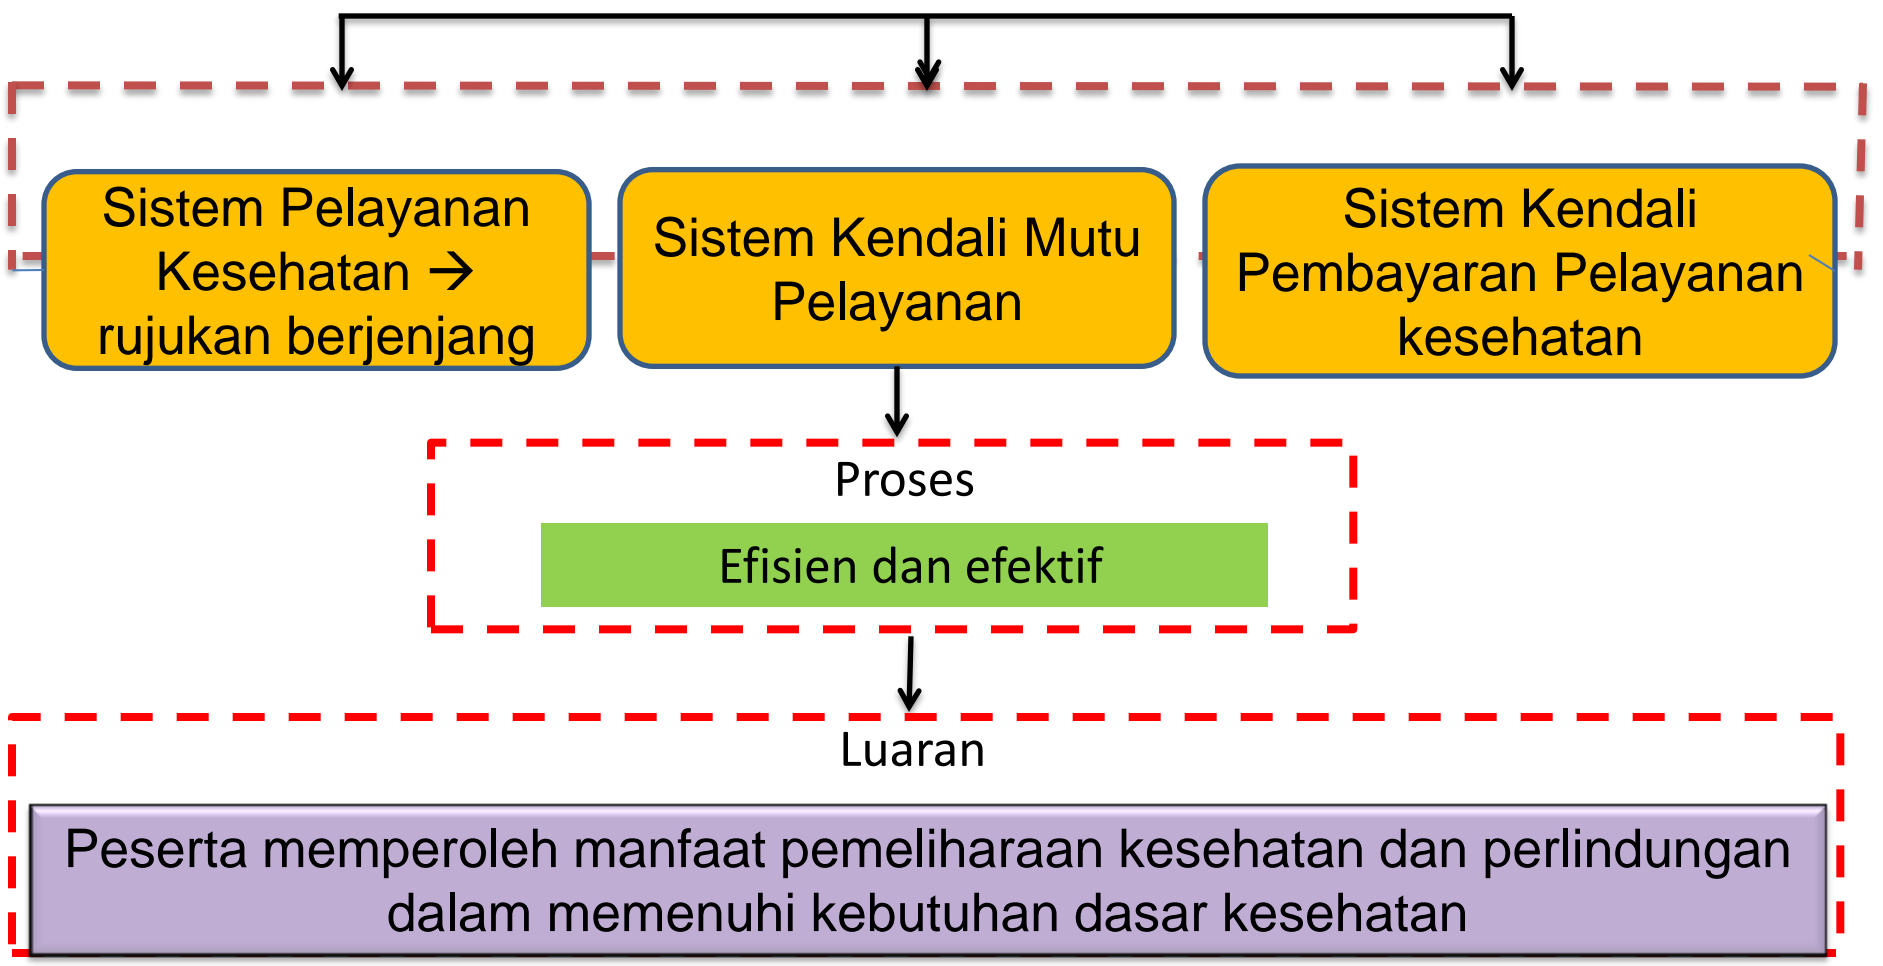 Sistem Pelayanan
Kesehatan →
rujukan berjenjang
Sistem Kendali Mutu
Pelayanan
Sistem Kendali
Pembayaran Pelayanan
kesehatan
Proses
Efisien dan efektif
Luaran
Peserta memperoleh manfaat pemeliharaan kesehatan dan perlindungan
dalam memenuhi kebutuhan dasar kesehatan